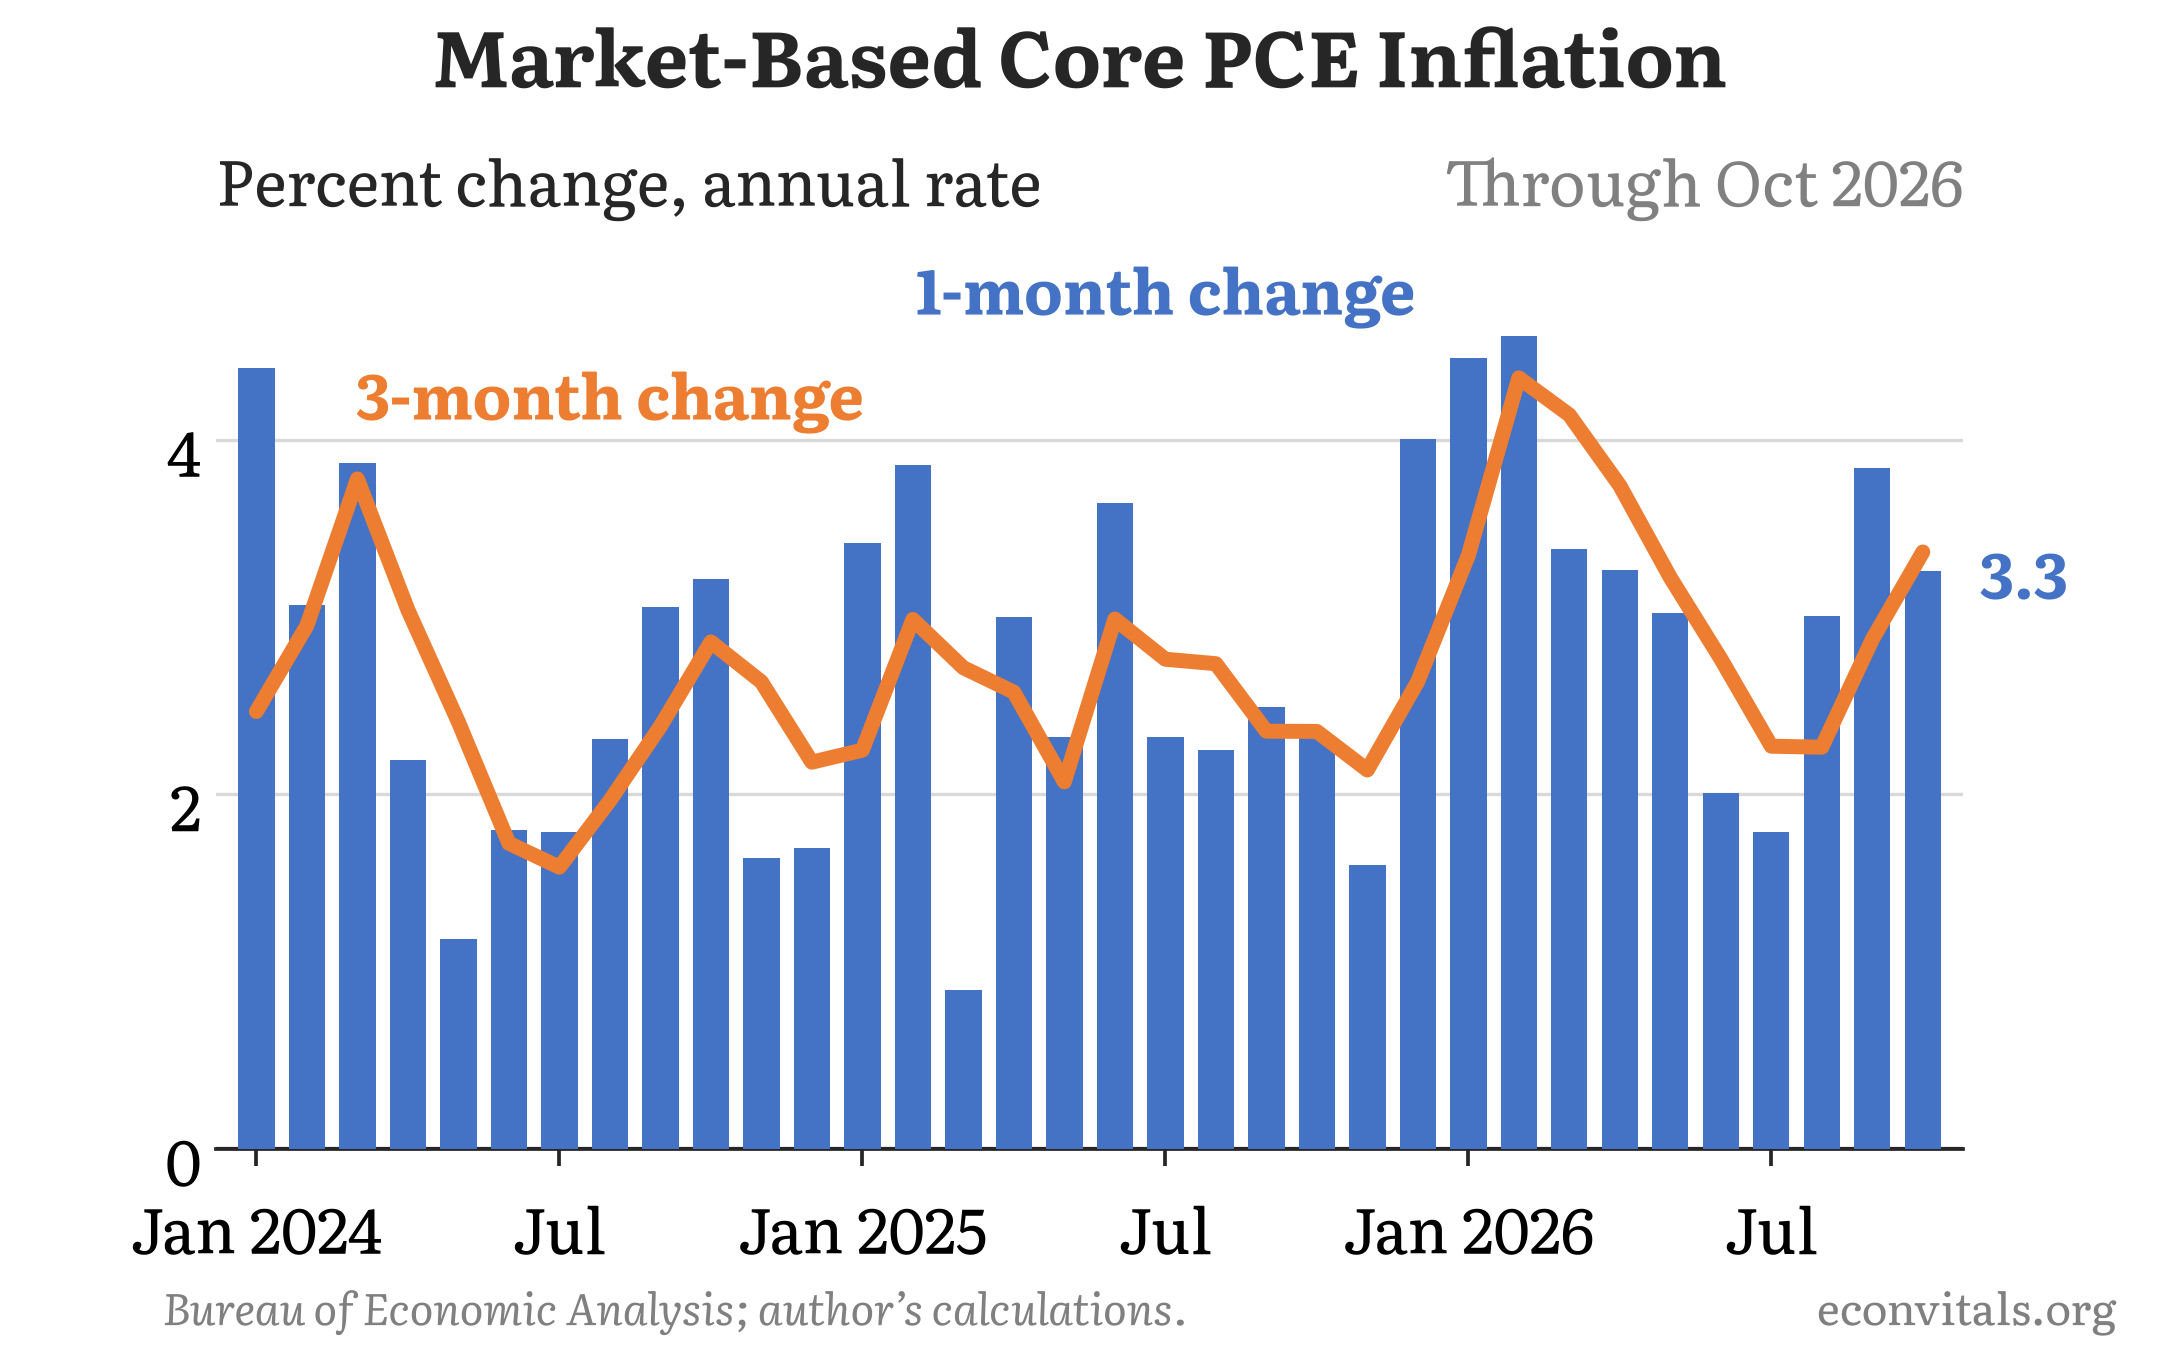 Market-Based Core PCE Inflation
Percent change, annual rate
Through Oct 2026
1-month change
3-month change
4
3.3
2
0
Jan 2024 Jul Jan 2025 Jul Jan 2026 Jul
Bureau of Economic Analysis; author’s calculations.
econvitals.org